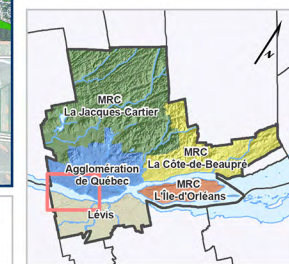 MRC
La Jacques-Cartier
MRC
La Côte-de-Beaupré
Agglomération
de Québec
MRC
L'Île-d'Orléans
Lévis
N